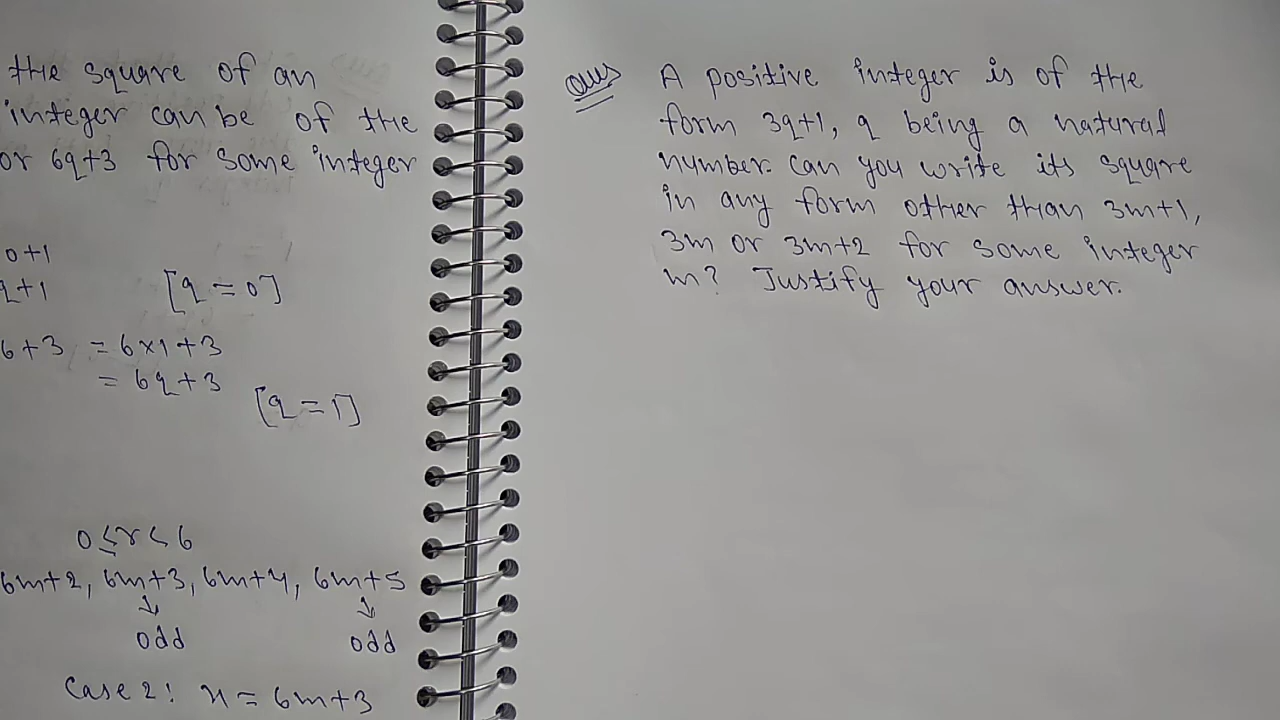 the square of an
integer can be of the
or 6q+3 for some integer
0+1
q+1 [q = 0]
6+3 = 6×1+3
= 6q+3
[q = 1]
0 ≤ r < 6
6m+2, 6m+3, 6m+4, 6m+5
↓ ↓
odd odd
Case 2: x = 6m+3
Ques A positive integer is of the
form 3q+1, q being a natural
number. Can you write its square
in any form other than 3m+1,
3m or 3m+2 for some integer
m? Justify your answer.